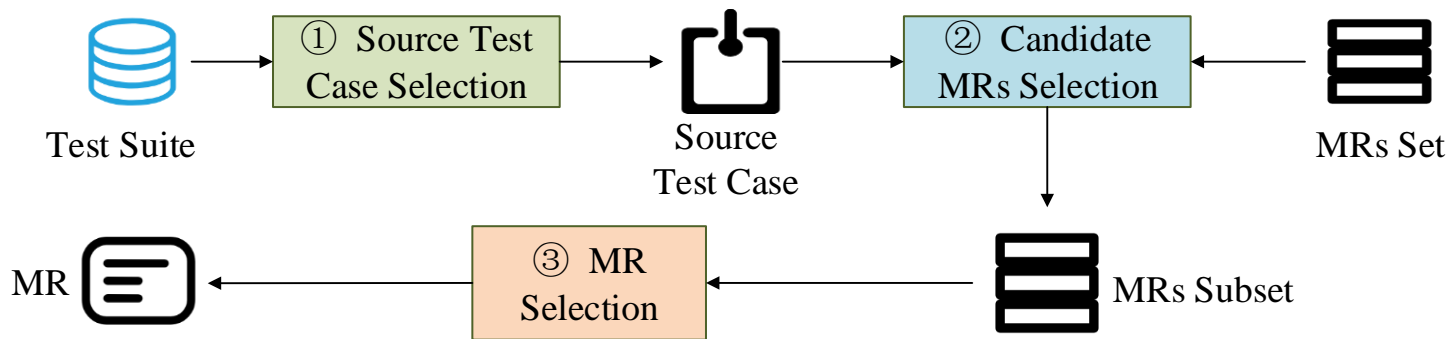 ① Source Test
Case Selection
② Candidate
MRs Selection
Test Suite
Source
Test Case
MRs Set
③ MR
Selection
MR
MRs Subset